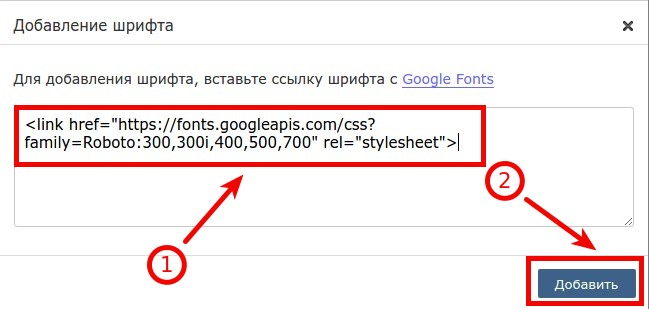 Добавление шрифта
×
Для добавления шрифта, вставьте ссылку шрифта с Google Fonts
<link href="https://fonts.googleapis.com/css?
family=Roboto:300,300i,400,500,700" rel="stylesheet">
1
2
Добавить